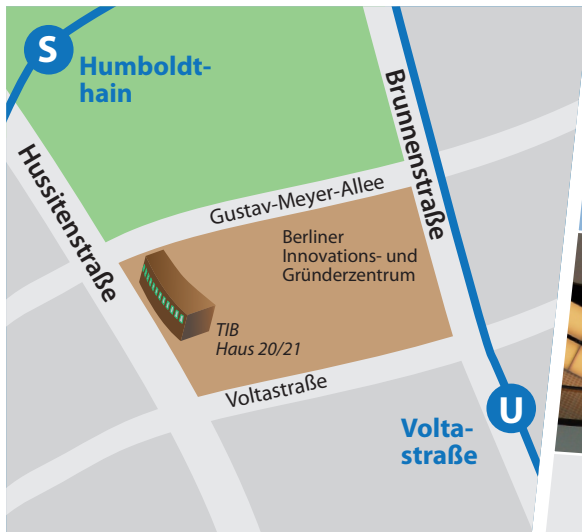 S
Humboldt-
hain
Brunnenstraße
Hussitenstraße
Gustav-Meyer-Allee
Berliner
Innovations- und
Gründerzentrum
TIB
Haus 20/21
Voltastraße
U
Volta-
straße